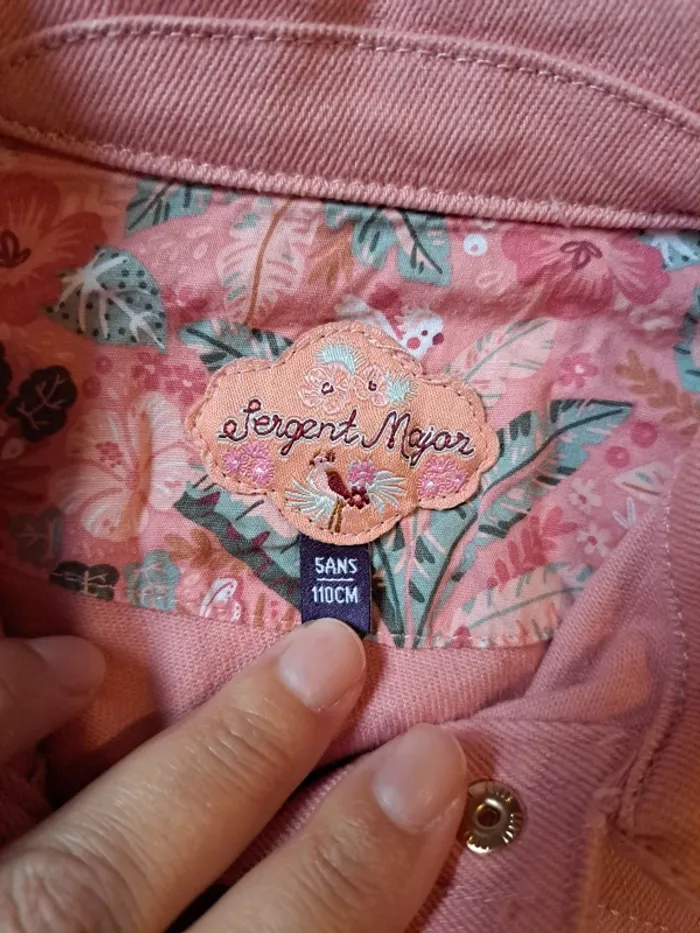 Sergent Major
5ANS
110CM